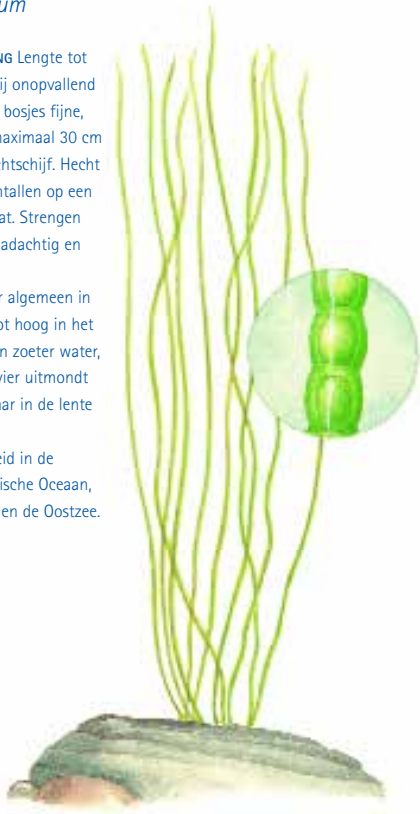 um
NG Lengte tot
ij onopvallend
bosjes fijne,
maximaal 30 cm
chtschijf. Hecht
ntallen op een
at. Strengen
adachtig en
r algemeen in
ot hoog in het
n zoeter water,
vier uitmondt
ar in de lente
eid in de
ische Oceaan,
en de Oostzee.